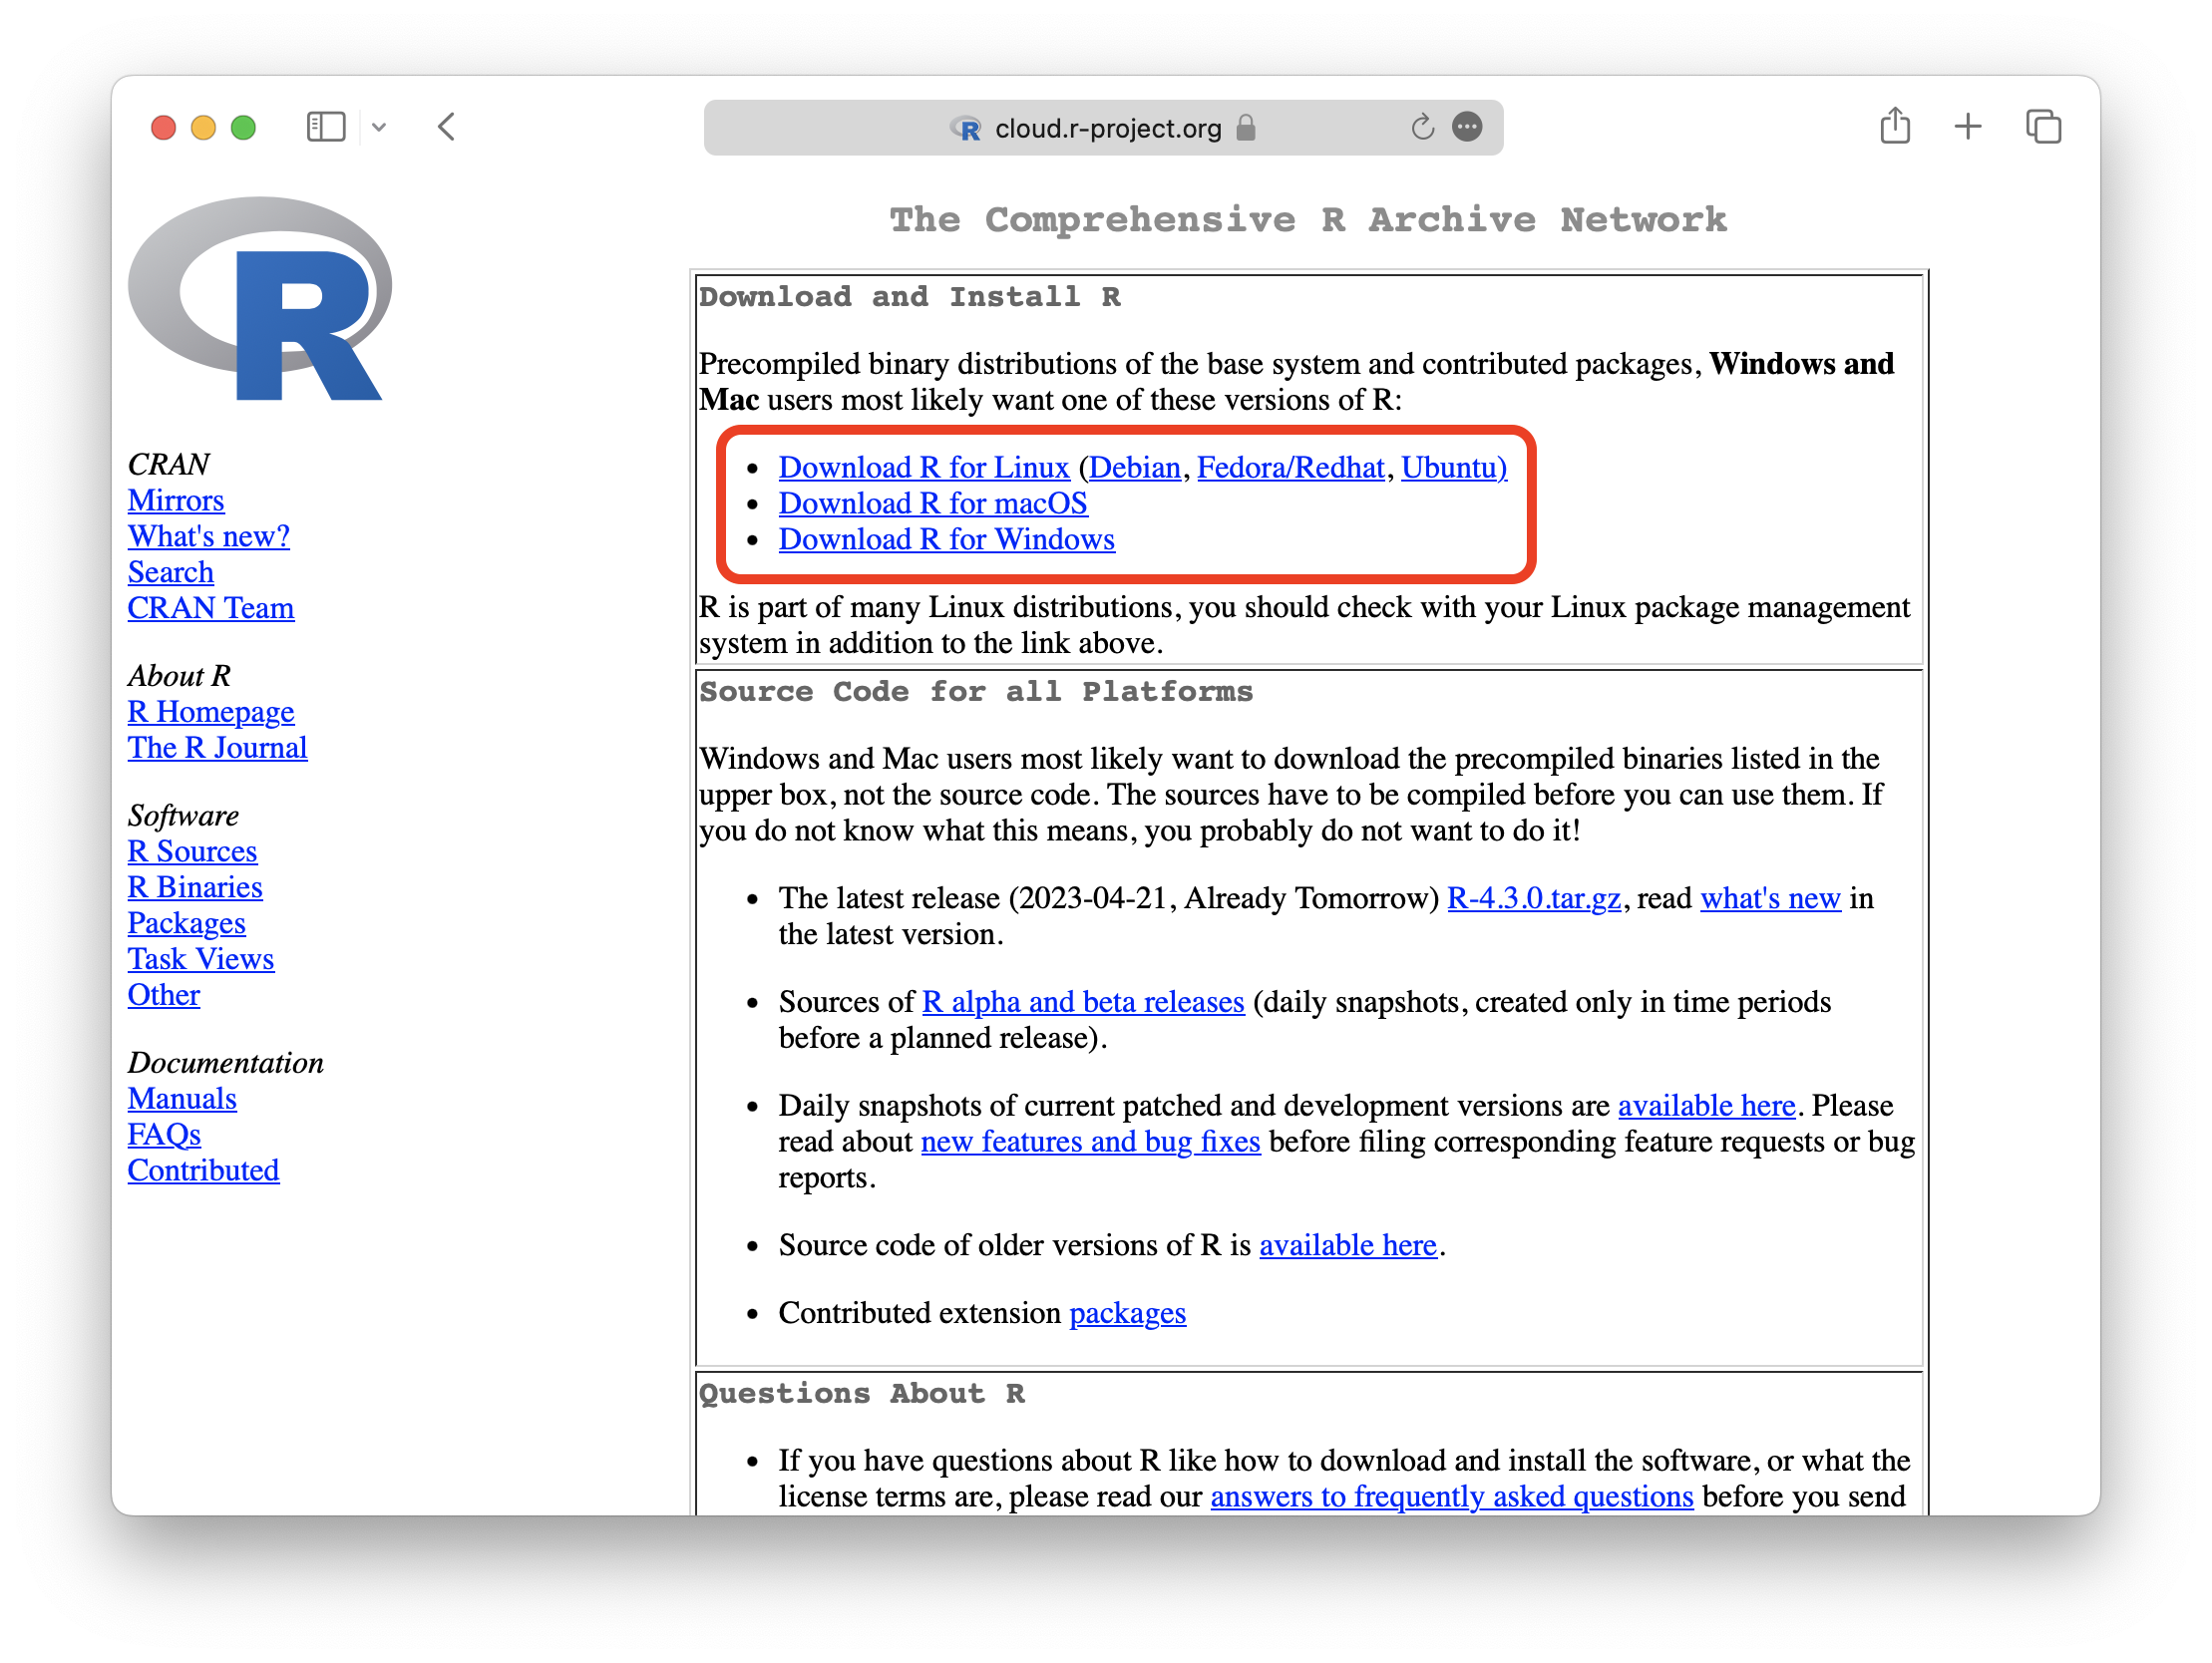 cloud.r-project.org
R
CRAN
Mirrors
What's new?
Search
CRAN Team
About R
R Homepage
The R Journal
Software
R Sources
R Binaries
Packages
Task Views
Other
Documentation
Manuals
FAQs
Contributed
The Comprehensive R Archive Network
Download and Install R
Precompiled binary distributions of the base system and contributed packages, Windows and
Mac users most likely want one of these versions of R:
• Download R for Linux (Debian, Fedora/Redhat, Ubuntu)
• Download R for macOS
• Download R for Windows
R is part of many Linux distributions, you should check with your Linux package management
system in addition to the link above.
Source Code for all Platforms
Windows and Mac users most likely want to download the precompiled binaries listed in the
upper box, not the source code. The sources have to be compiled before you can use them. If
you do not know what this means, you probably do not want to do it!
• The latest release (2023-04-21, Already Tomorrow) R-4.3.0.tar.gz, read what's new in
the latest version.
• Sources of R alpha and beta releases (daily snapshots, created only in time periods
before a planned release).
• Daily snapshots of current patched and development versions are available here. Please
read about new features and bug fixes before filing corresponding feature requests or bug
reports.
• Source code of older versions of R is available here.
• Contributed extension packages
Questions About R
• If you have questions about R like how to download and install the software, or what the
license terms are, please read our answers to frequently asked questions before you send